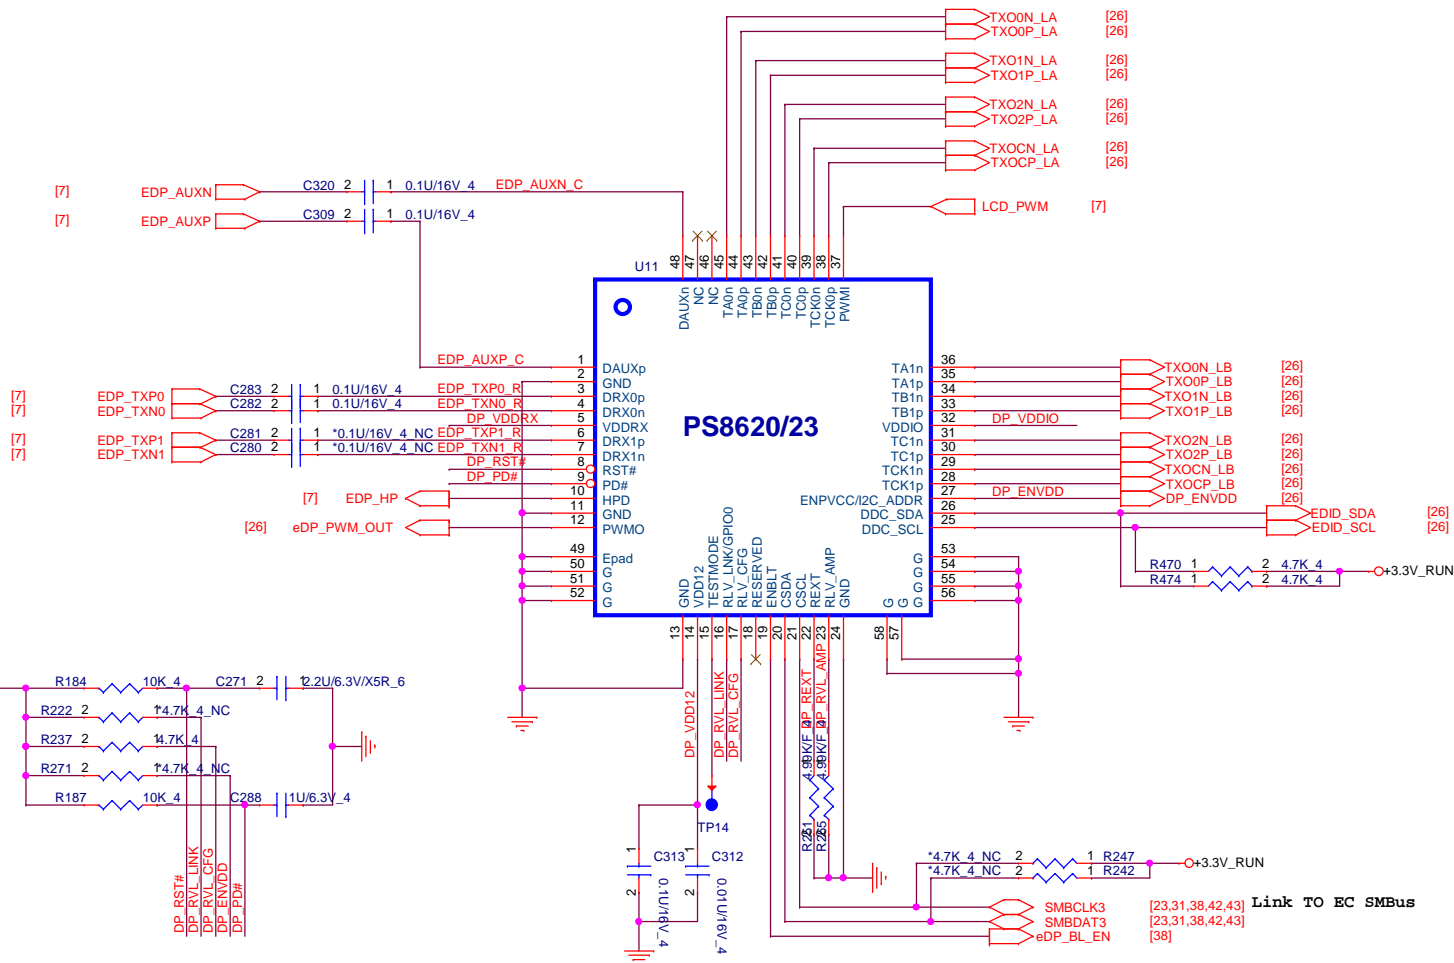 TXO0N_LA [26]
TXO0P_LA [26]
TXO1N_LA [26]
TXO1P_LA [26]
TXO2N_LA [26]
TXO2P_LA [26]
TXOCN_LA [26]
TXOCP_LA [26]
[7] EDP_AUXN C320 2 1 0.1U/16V_4 EDP_AUXN_C
[7] EDP_AUXP C309 2 1 0.1U/16V_4
LCD_PWM [7]
U11
48 47 46 45 44 43 42 41 40 39 38 37
DAUXn NC NC TA0n TA0p TB0n TB0p TC0n TC0p TCK0n TCK0p PWMI
PS8620/23
EDP_AUXP_C 1 DAUXp
2 GND
[7] EDP_TXP0 C283 2 1 0.1U/16V_4 EDP_TXP0_R 3 DRX0p
[7] EDP_TXN0 C282 2 1 0.1U/16V_4 EDP_TXN0_R 4 DRX0n
DP_VDDRX 5 VDDRX
[7] EDP_TXP1 C281 2 1 *0.1U/16V_4_NC EDP_TXP1_R 6 DRX1p
[7] EDP_TXN1 C280 2 1 *0.1U/16V_4_NC EDP_TXN1_R 7 DRX1n
DP_RST# 8 RST#
DP_PD# 9 PD#
[7] EDP_HP 10 HPD
11 GND
[26] eDP_PWM_OUT 12 PWMO
49 Epad
50 G
51 G
52 G
TA1n 36 TXO0N_LB [26]
TA1p 35 TXO0P_LB [26]
TB1n 34 TXO1N_LB [26]
TB1p 33 TXO1P_LB [26]
VDDIO 32 DP_VDDIO
TC1n 31 TXO2N_LB [26]
TC1p 30 TXO2P_LB [26]
TCK1n 29 TXOCN_LB [26]
TCK1p 28 TXOCP_LB [26]
ENPVCC/I2C_ADDR 27 DP_ENVDD DP_ENVDD [26]
DDC_SDA 26 EDID_SDA [26]
DDC_SCL 25 EDID_SCL [26]
G 53
G 54
G 55
G 56
G G
58 57
R470 1 2 4.7K_4 +3.3V_RUN
R474 1 2 4.7K_4
GND VDD12 TESTMODE RLV_LNK/GPIO0 RLV_CFG RESERVED ENBLT CSDA CSCL REXT RLV_AMP GND
13 14 15 16 17 18 19 20 21 22 23 24
DP_VDD12 DP_RVL_LINK DP_RVL_CFG DP_REXT DP_RVL_AMP
4.99K/F_4 4.99K/F_4
R251 R265
R184 10K_4 C271 2 1 2.2U/6.3V/X5R_6
R222 2 1 *4.7K_4_NC
R237 2 1 4.7K_4
R271 2 1 *4.7K_4_NC
R187 10K_4 C288 1U/6.3V_4
DP_RST# DP_RVL_LINK DP_RVL_CFG DP_ENVDD DP_PD#
TP14
1 C313 2 0.1U/16V_4
1 C312 2 0.01U/16V_4
*4.7K_4_NC 2 1 R247 +3.3V_RUN
*4.7K_4_NC 2 1 R242
SMBCLK3 [23,31,38,42,43] Link TO EC SMBus
SMBDAT3 [23,31,38,42,43]
eDP_BL_EN [38]